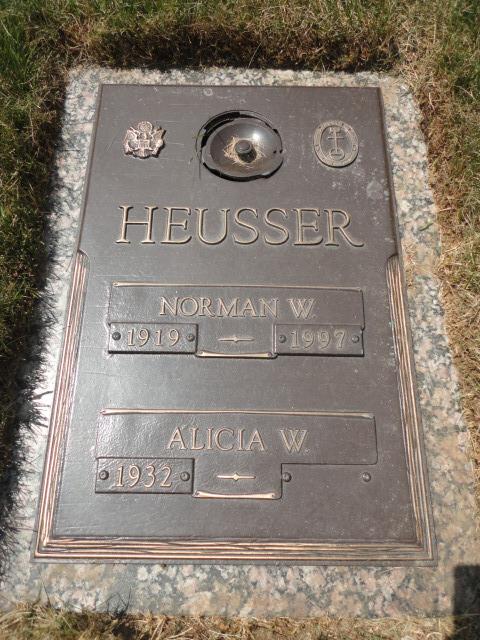 HEUSSER
NORMAN W.
1919 1997
ALICIA W.
1932